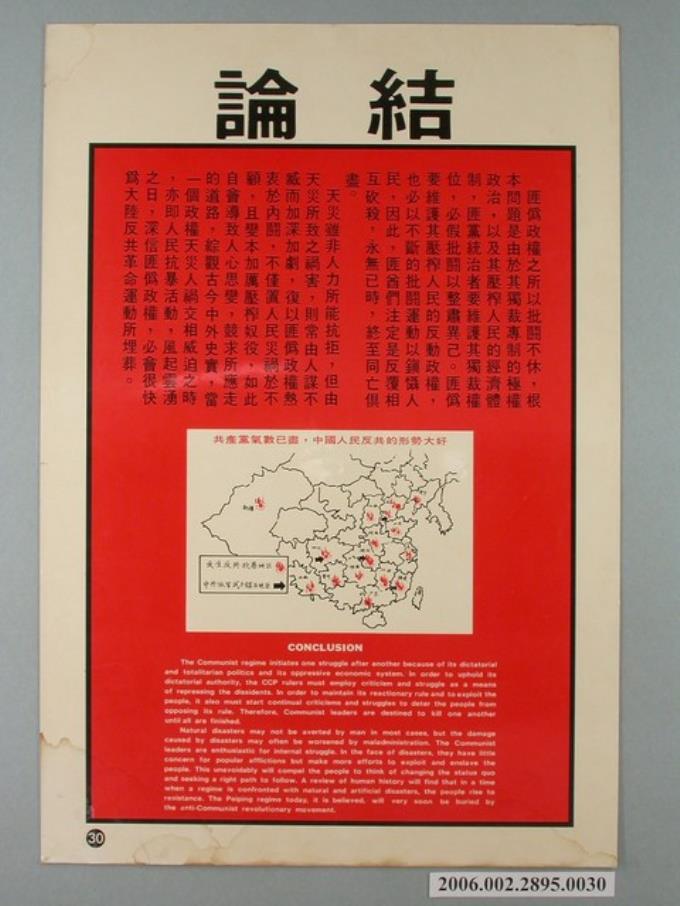 結論
匪偽政權之所以批鬪不休，根
本問題是由於其獨裁專制的極權
政治，以及其壓榨人民的經濟體
制，匪黨統治者要維護其獨裁權
位，必假批鬪以整肅異己。匪偽
要維護其壓榨人民的反動政權，
也必以不斷的批鬪運動以鎮懾人
民，因此，匪酋們注定是反覆相
互砍殺，永無已時，終至同亡俱
盡。
天災雖非人力所能抗拒，但由
天災所致之禍害，則常由人謀不
臧而加深加劇，復以匪偽政權熱
衷於內鬪，不僅置人民災禍於不
顧，且變本加厲壓榨奴役，如此
自會導致人心思變，競求所應走
的道路，綜觀古今中外史實，當
一個政權天災人禍交相威迫之時
，亦即人民抗暴活動，風起雲湧
之日，深信匪偽政權，必會很快
爲大陸反共革命運動所埋葬。
共產黨氣數已盡，中國人民反共的形勢大好
新疆
發生反共抗暴地區
CONCLUSION
The Communist regime initiates one struggle after another because of its dictatorial
and totalitarian politics and its oppressive economic system. In order to uphold its
dictatorial authority, the CCP rulers must employ criticism and struggle as a means
of repressing the dissidents. In order to maintain its reactionary rule and to exploit the
people, it also must start continual criticisms and struggles to deter the people from
opposing its rule. Therefore, Communist leaders are destined to kill one another
until all are finished.
Natural disasters may not be averted by man in most cases, but the damage
caused by disasters may often be worsened by maladministration. The Communist
leaders are enthusiastic for internal struggle. In the face of disasters, they have little
concern for popular afflictions but make more efforts to exploit and enslave the
people. This unavoidably will compel the people to think of changing the status quo
and seeking a right path to follow. A review of human history will find that in a time
when a regime is confronted with natural and artificial disasters, the people rise to
resistance. The Peiping regime today, it is believed, will very soon be buried by
the anti-Communist revolutionary movement.
30
2006.002.2895.0030